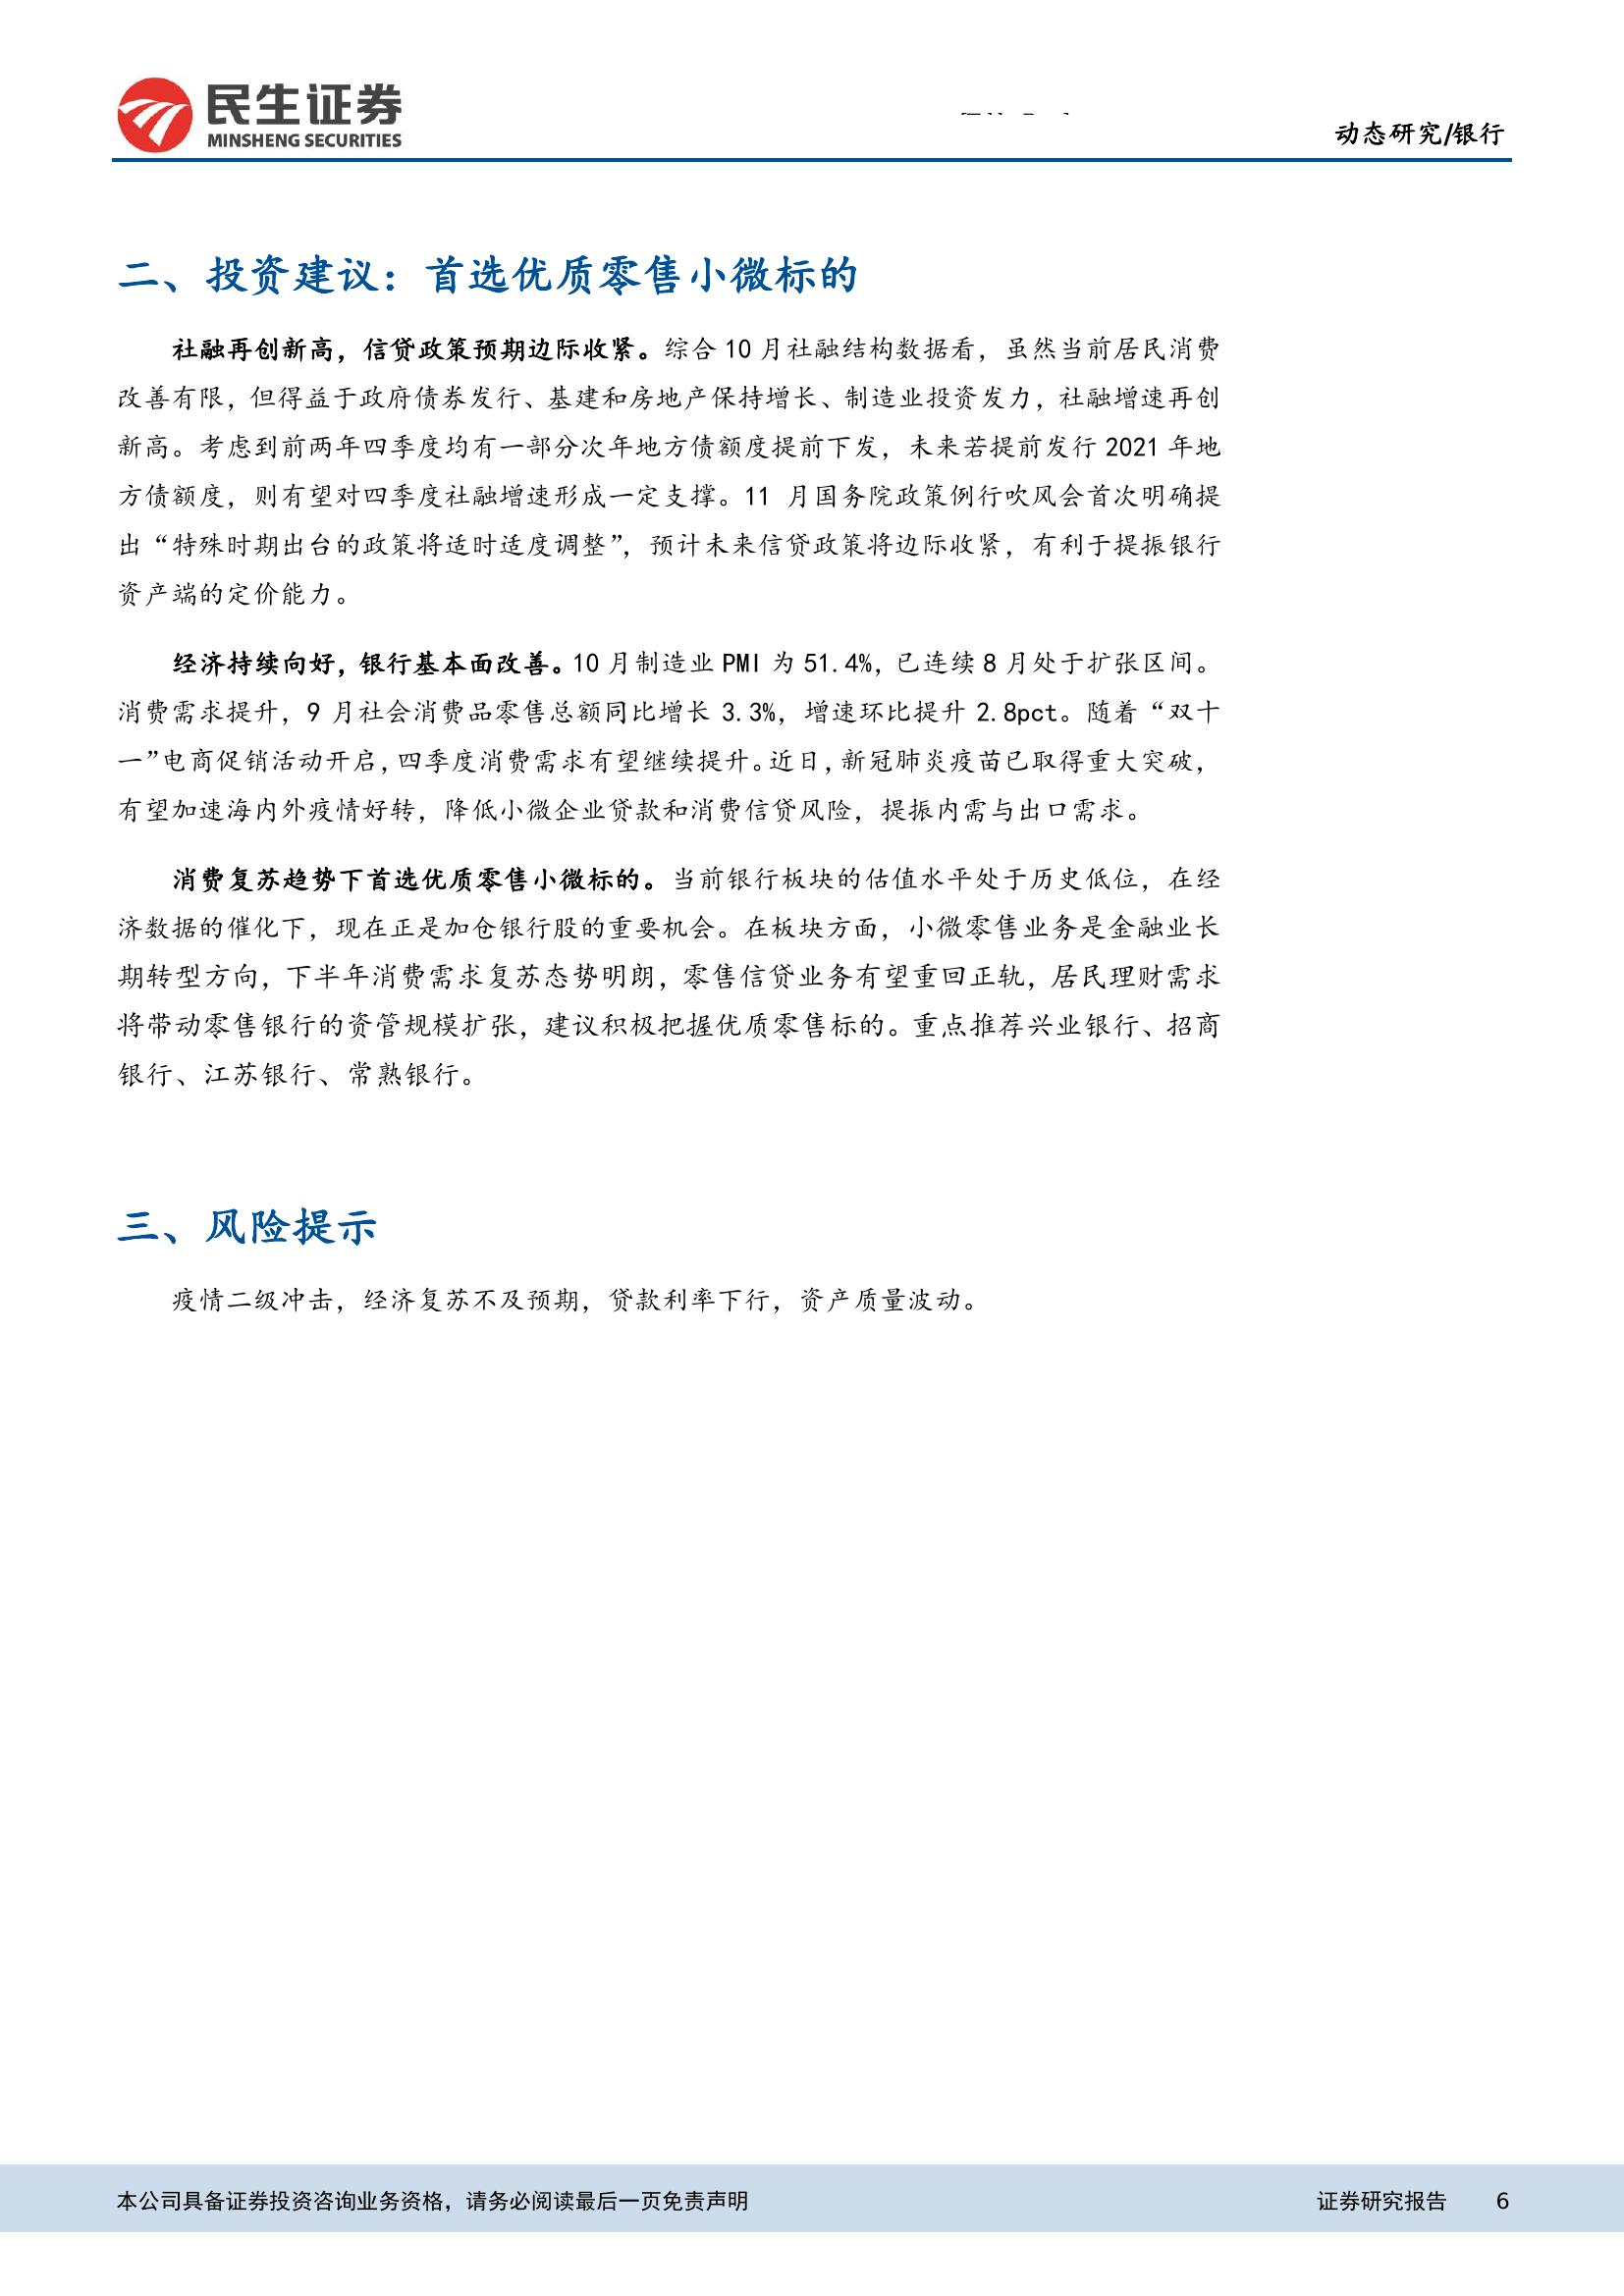 民生证券
MINSHENG SECURITIES
动态研究/银行
二、投资建议：首选优质零售小微标的
社融再创新高，信贷政策预期边际收紧。综合 10 月社融结构数据看，虽然当前居民消费
改善有限，但得益于政府债券发行、基建和房地产保持增长、制造业投资发力，社融增速再创
新高。考虑到前两年四季度均有一部分次年地方债额度提前下发，未来若提前发行 2021 年地
方债额度，则有望对四季度社融增速形成一定支撑。11 月国务院政策例行吹风会首次明确提
出“特殊时期出台的政策将适时适度调整”，预计未来信贷政策将边际收紧，有利于提振银行
资产端的定价能力。
经济持续向好，银行基本面改善。10 月制造业 PMI 为 51.4%，已连续 8 月处于扩张区间。
消费需求提升，9 月社会消费品零售总额同比增长 3.3%，增速环比提升 2.8pct。随着“双十
一”电商促销活动开启，四季度消费需求有望继续提升。近日，新冠肺炎疫苗已取得重大突破，
有望加速海内外疫情好转，降低小微企业贷款和消费信贷风险，提振内需与出口需求。
消费复苏趋势下首选优质零售小微标的。当前银行板块的估值水平处于历史低位，在经
济数据的催化下，现在正是加仓银行股的重要机会。在板块方面，小微零售业务是金融业长
期转型方向，下半年消费需求复苏态势明朗，零售信贷业务有望重回正轨，居民理财需求
将带动零售银行的资管规模扩张，建议积极把握优质零售标的。重点推荐兴业银行、招商
银行、江苏银行、常熟银行。
三、风险提示
疫情二级冲击，经济复苏不及预期，贷款利率下行，资产质量波动。
本公司具备证券投资咨询业务资格，请务必阅读最后一页免责声明
证券研究报告 6